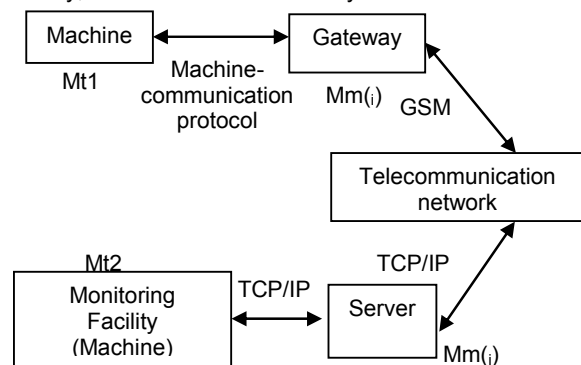 Machine
Gateway
Mt1
Machine-
communication
protocol
Mm(i)
GSM
Telecommunication
network
Mt2
TCP/IP
TCP/IP
Monitoring
Facility
(Machine)
Server
Mm(j)